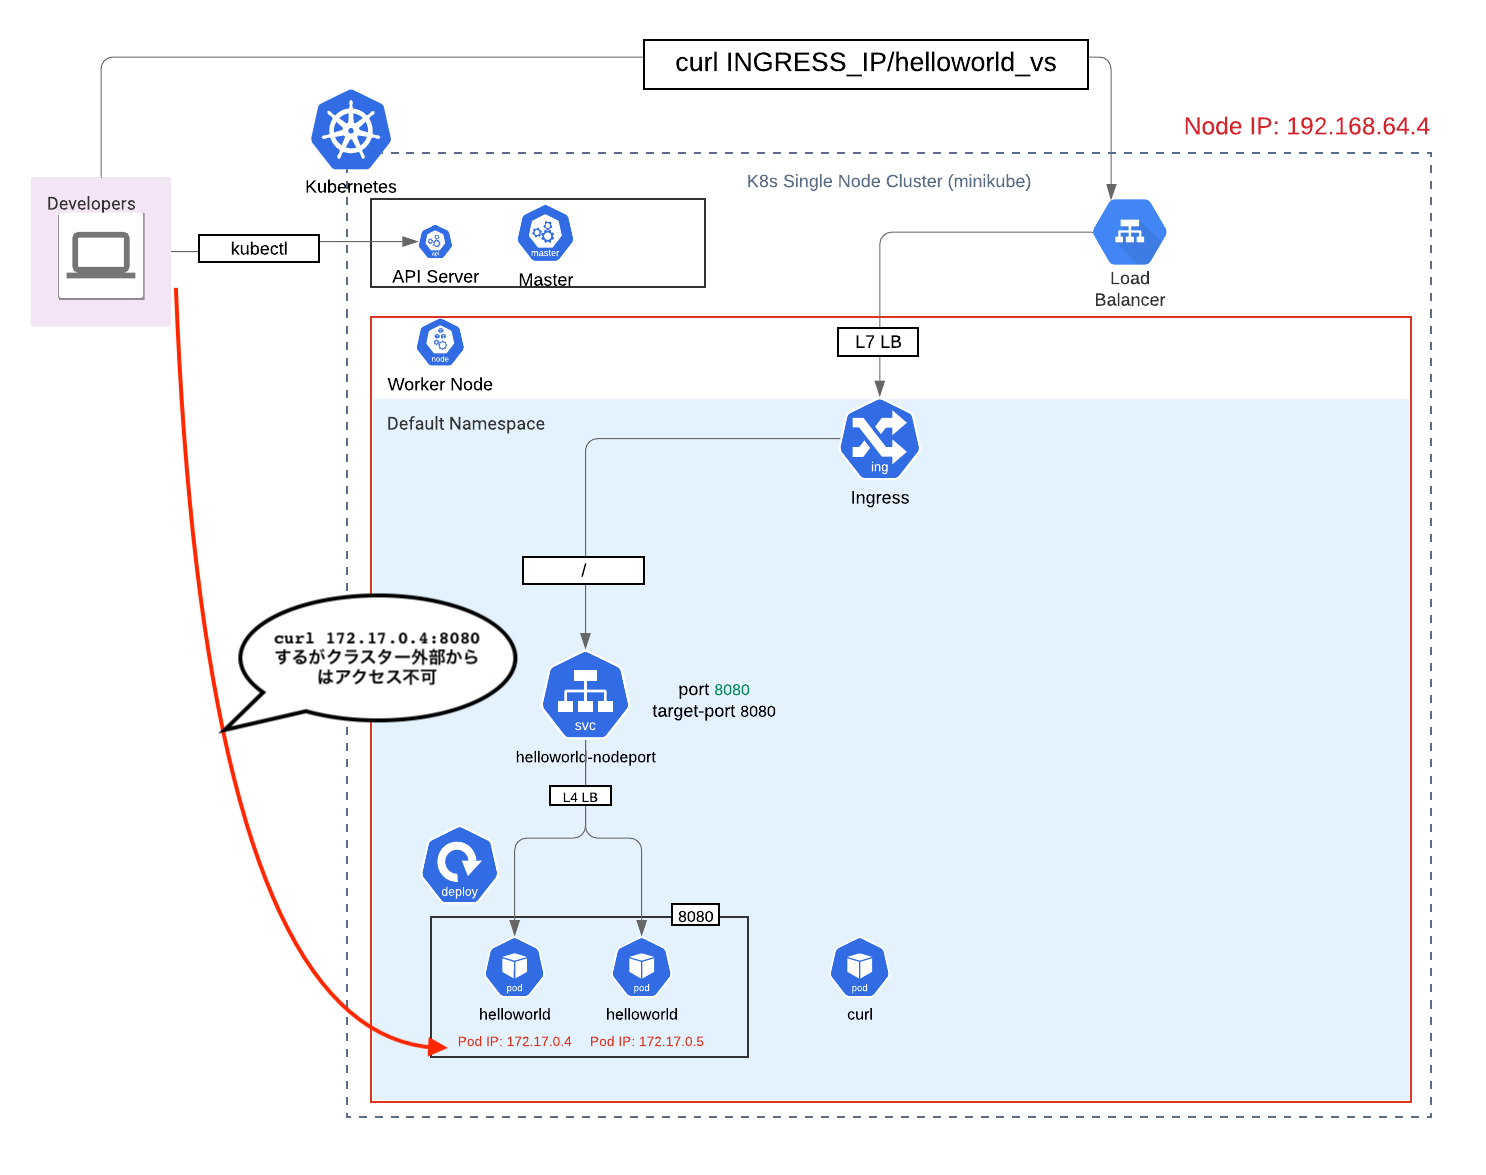 curl INGRESS_IP/helloworld_vs
Node IP: 192.168.64.4
Kubernetes
K8s Single Node Cluster (minikube)
Developers
kubectl
api
API Server
master
Master
Load
Balancer
node
Worker Node
L7 LB
Default Namespace
ing
Ingress
/
curl 172.17.0.4:8080
するがクラスター外部から
はアクセス不可
svc
port 8080
target-port 8080
helloworld-nodeport
L4 LB
deploy
8080
pod
helloworld
Pod IP: 172.17.0.4
pod
helloworld
Pod IP: 172.17.0.5
pod
curl